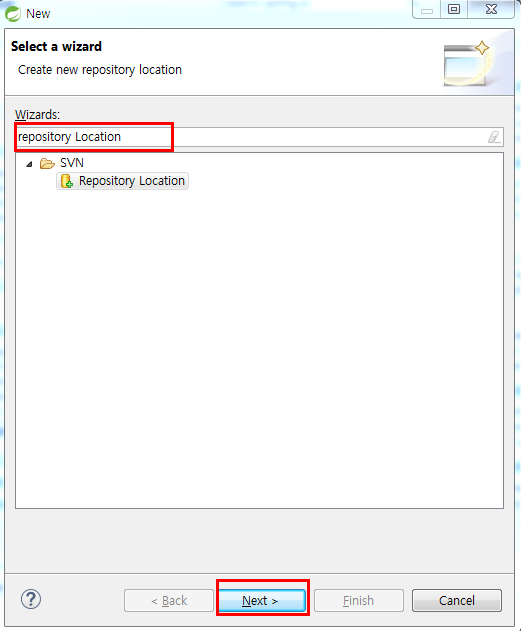 New
Select a wizard
Create new repository location
Wizards:
repository Location
SVN
Repository Location
?
< Back
Next >
Finish
Cancel